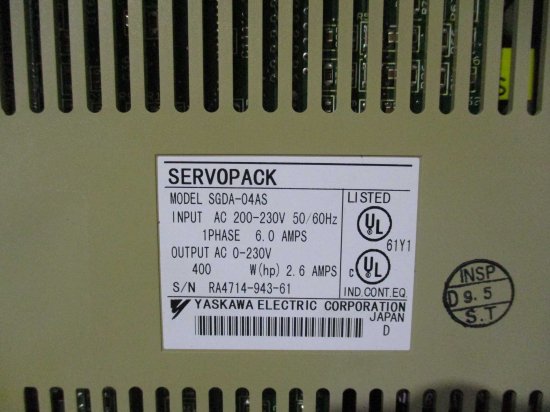 SERVOPACK
MODEL SGDA-04AS
INPUT AC 200-230V 50/60Hz
1PHASE 6.0 AMPS
OUTPUT AC 0-230V
400 W(hp) 2.6 AMPS
S/N RA4714-943-61
LISTED
UL
61Y1
c UL
IND.CONT.EQ
YASKAWA ELECTRIC CORPORATION
JAPAN
D
INSP
D 9.5
S.T